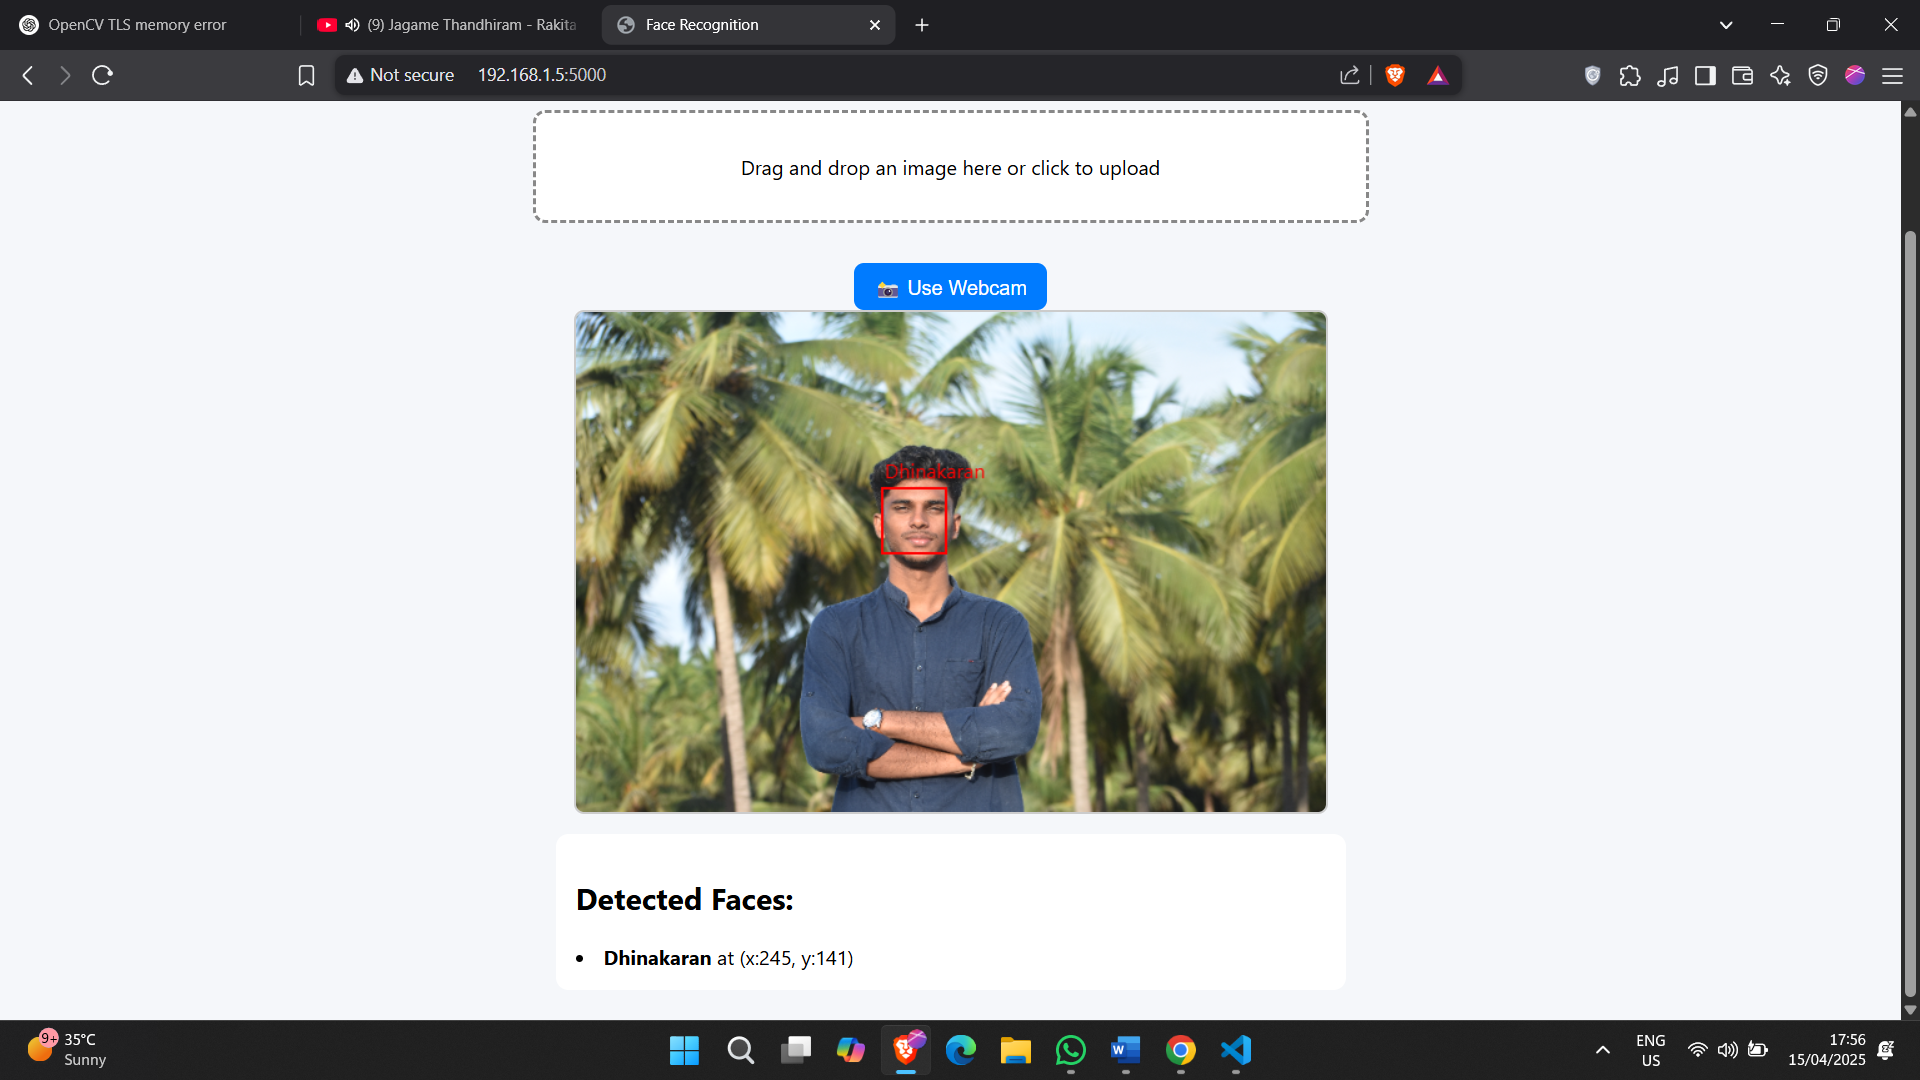 OpenCV TLS memory error
(9) Jagame Thandhiram - Rakita
Face Recognition
Not secure
192.168.1.5:5000
Drag and drop an image here or click to upload
Use Webcam
Dhinakaran
Detected Faces:
Dhinakaran at (x:245, y:141)
9+
35°C
Sunny
W
ENG
US
17:56
15/04/2025